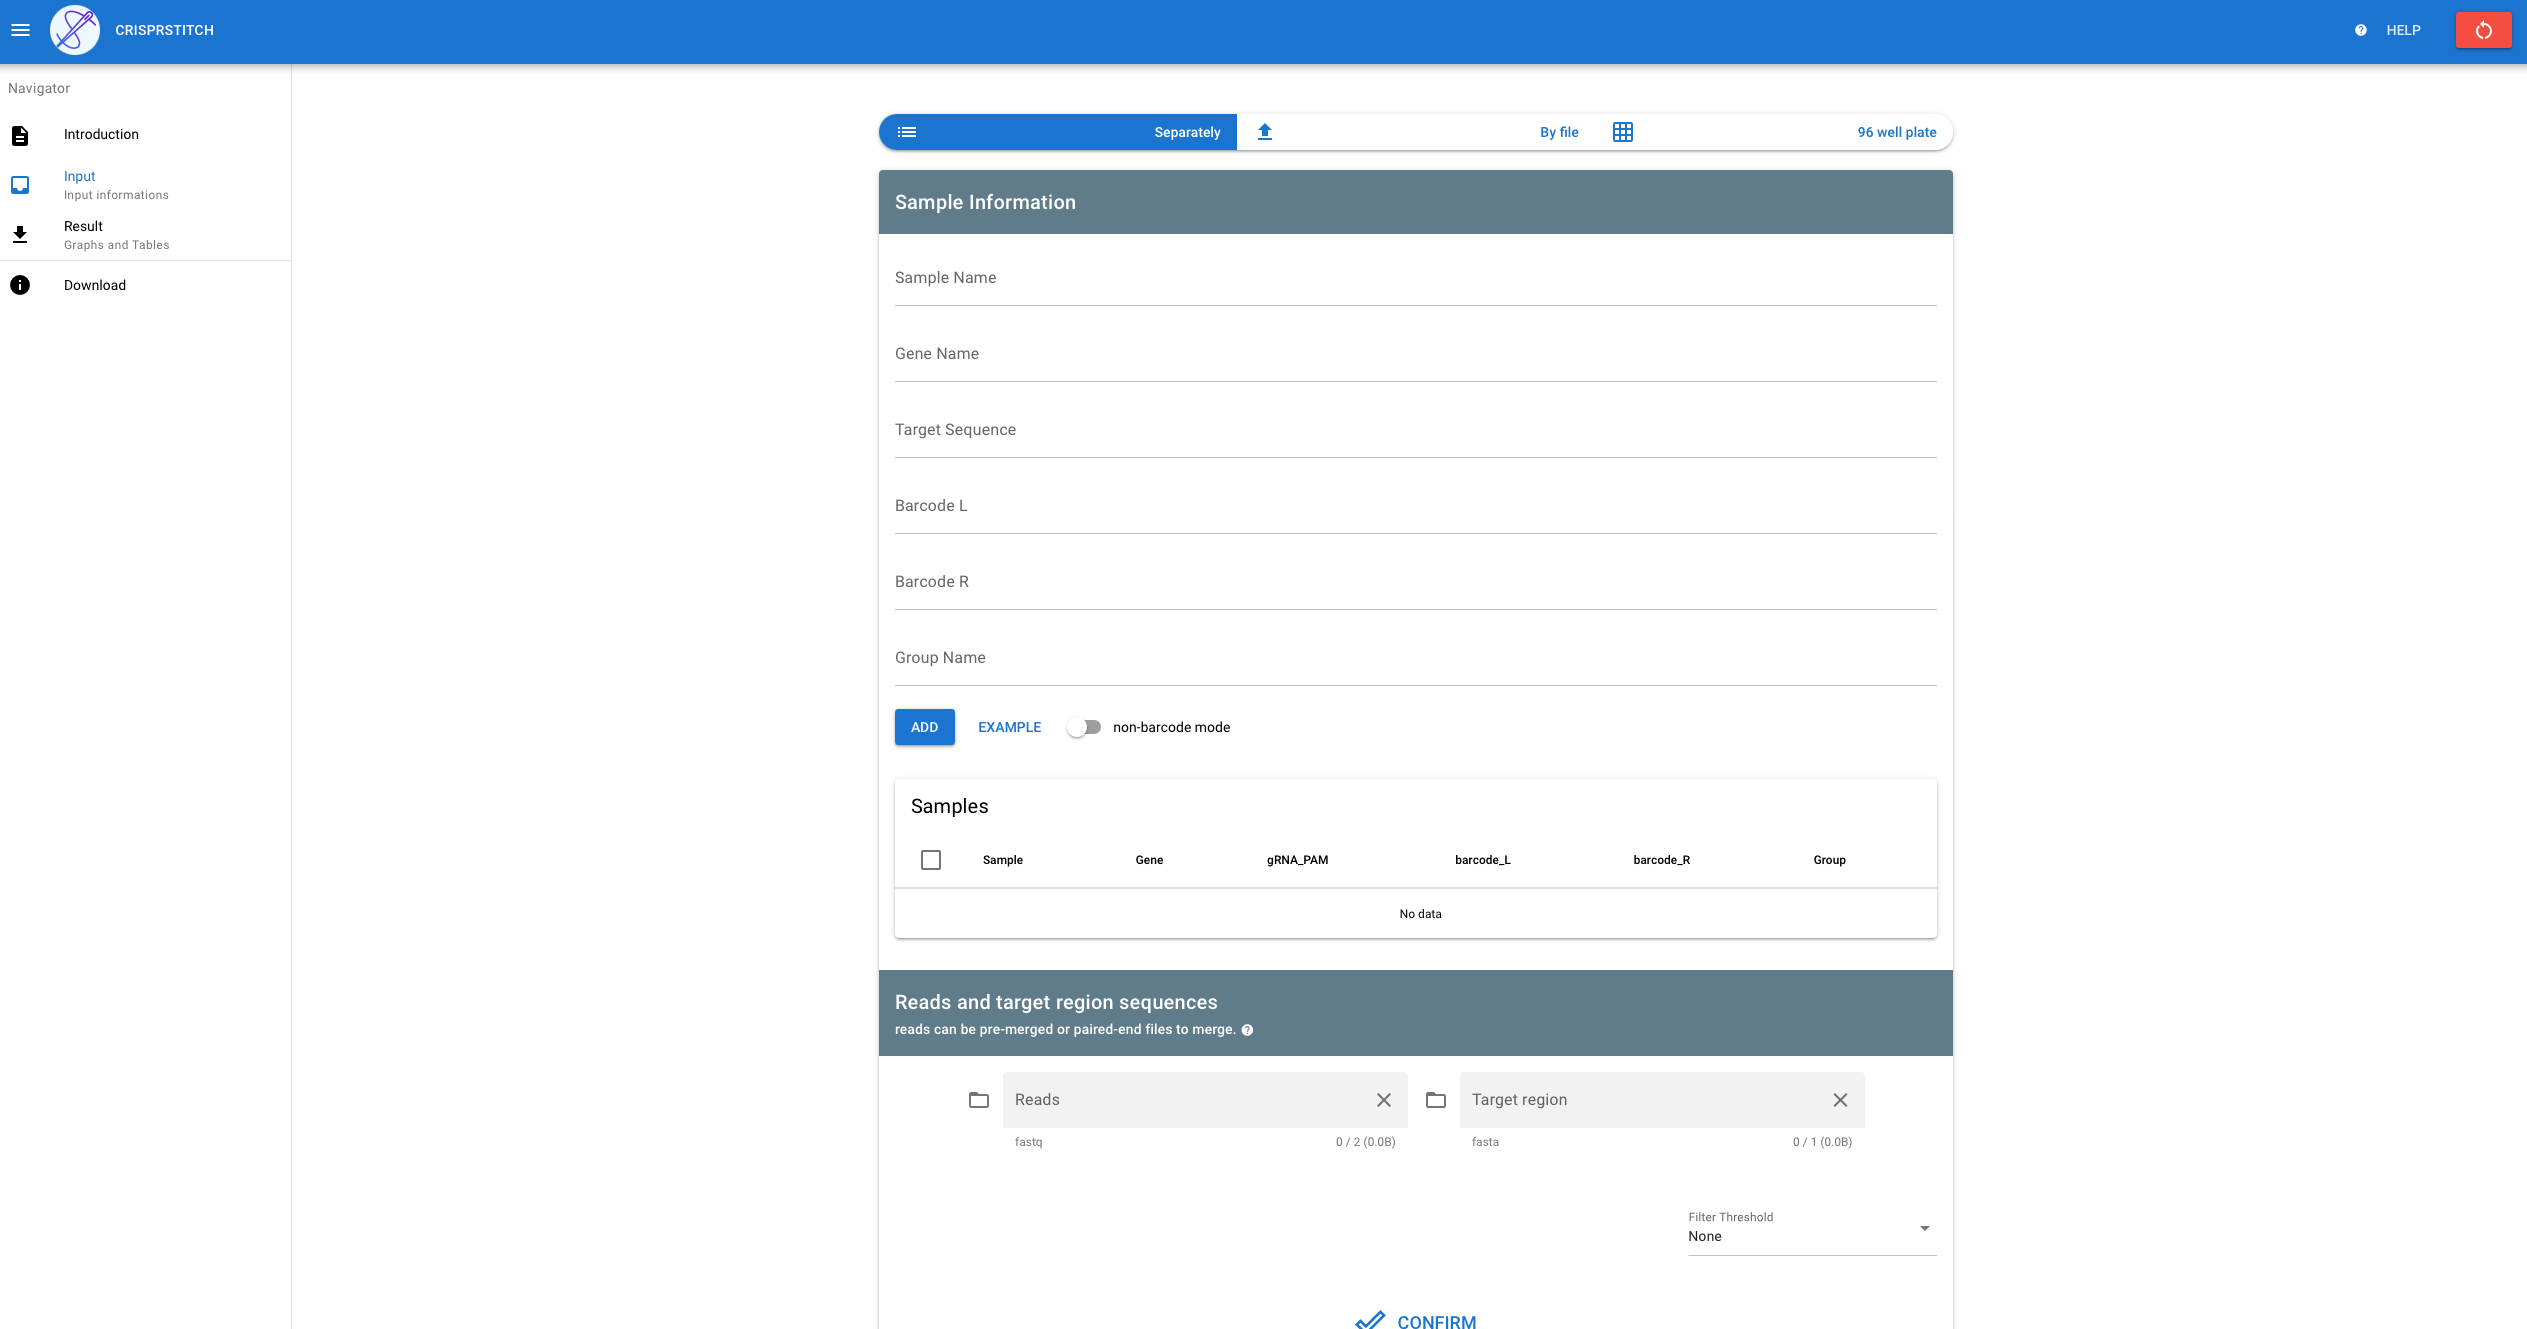 CRISPRSTITCH
HELP
Navigator
Introduction
Input
Input informations
Result
Graphs and Tables
Download
Separately
By file
96 well plate
Sample Information
Sample Name
Gene Name
Target Sequence
Barcode L
Barcode R
Group Name
ADD EXAMPLE non-barcode mode
Samples
Sample Gene gRNA_PAM barcode_L barcode_R Group
No data
Reads and target region sequences
reads can be pre-merged or paired-end files to merge.
Reads
fastq 0 / 2 (0.0B)
Target region
fasta 0 / 1 (0.0B)
Filter Threshold
None
CONFIRM